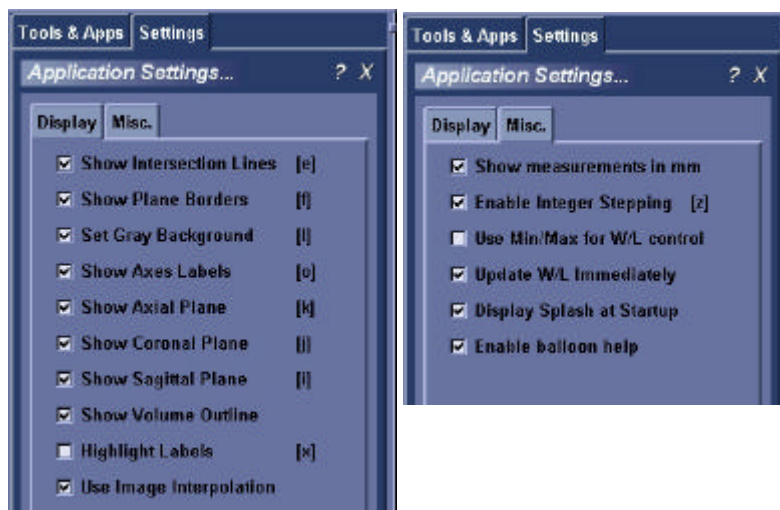 Tools & Apps Settings
Application Settings... ? X
Display Misc.
Show Intersection Lines [e]
Show Plane Borders [f]
Set Gray Background [l]
Show Axes Labels [o]
Show Axial Plane [k]
Show Coronal Plane [j]
Show Sagittal Plane [i]
Show Volume Outline
Highlight Labels [x]
Use Image Interpolation
Tools & Apps Settings
Application Settings... ? X
Display Misc.
Show measurements in mm
Enable Integer Stepping [z]
Use Min/Max for W/L control
Update W/L Immediately
Display Splash at Startup
Enable balloon help